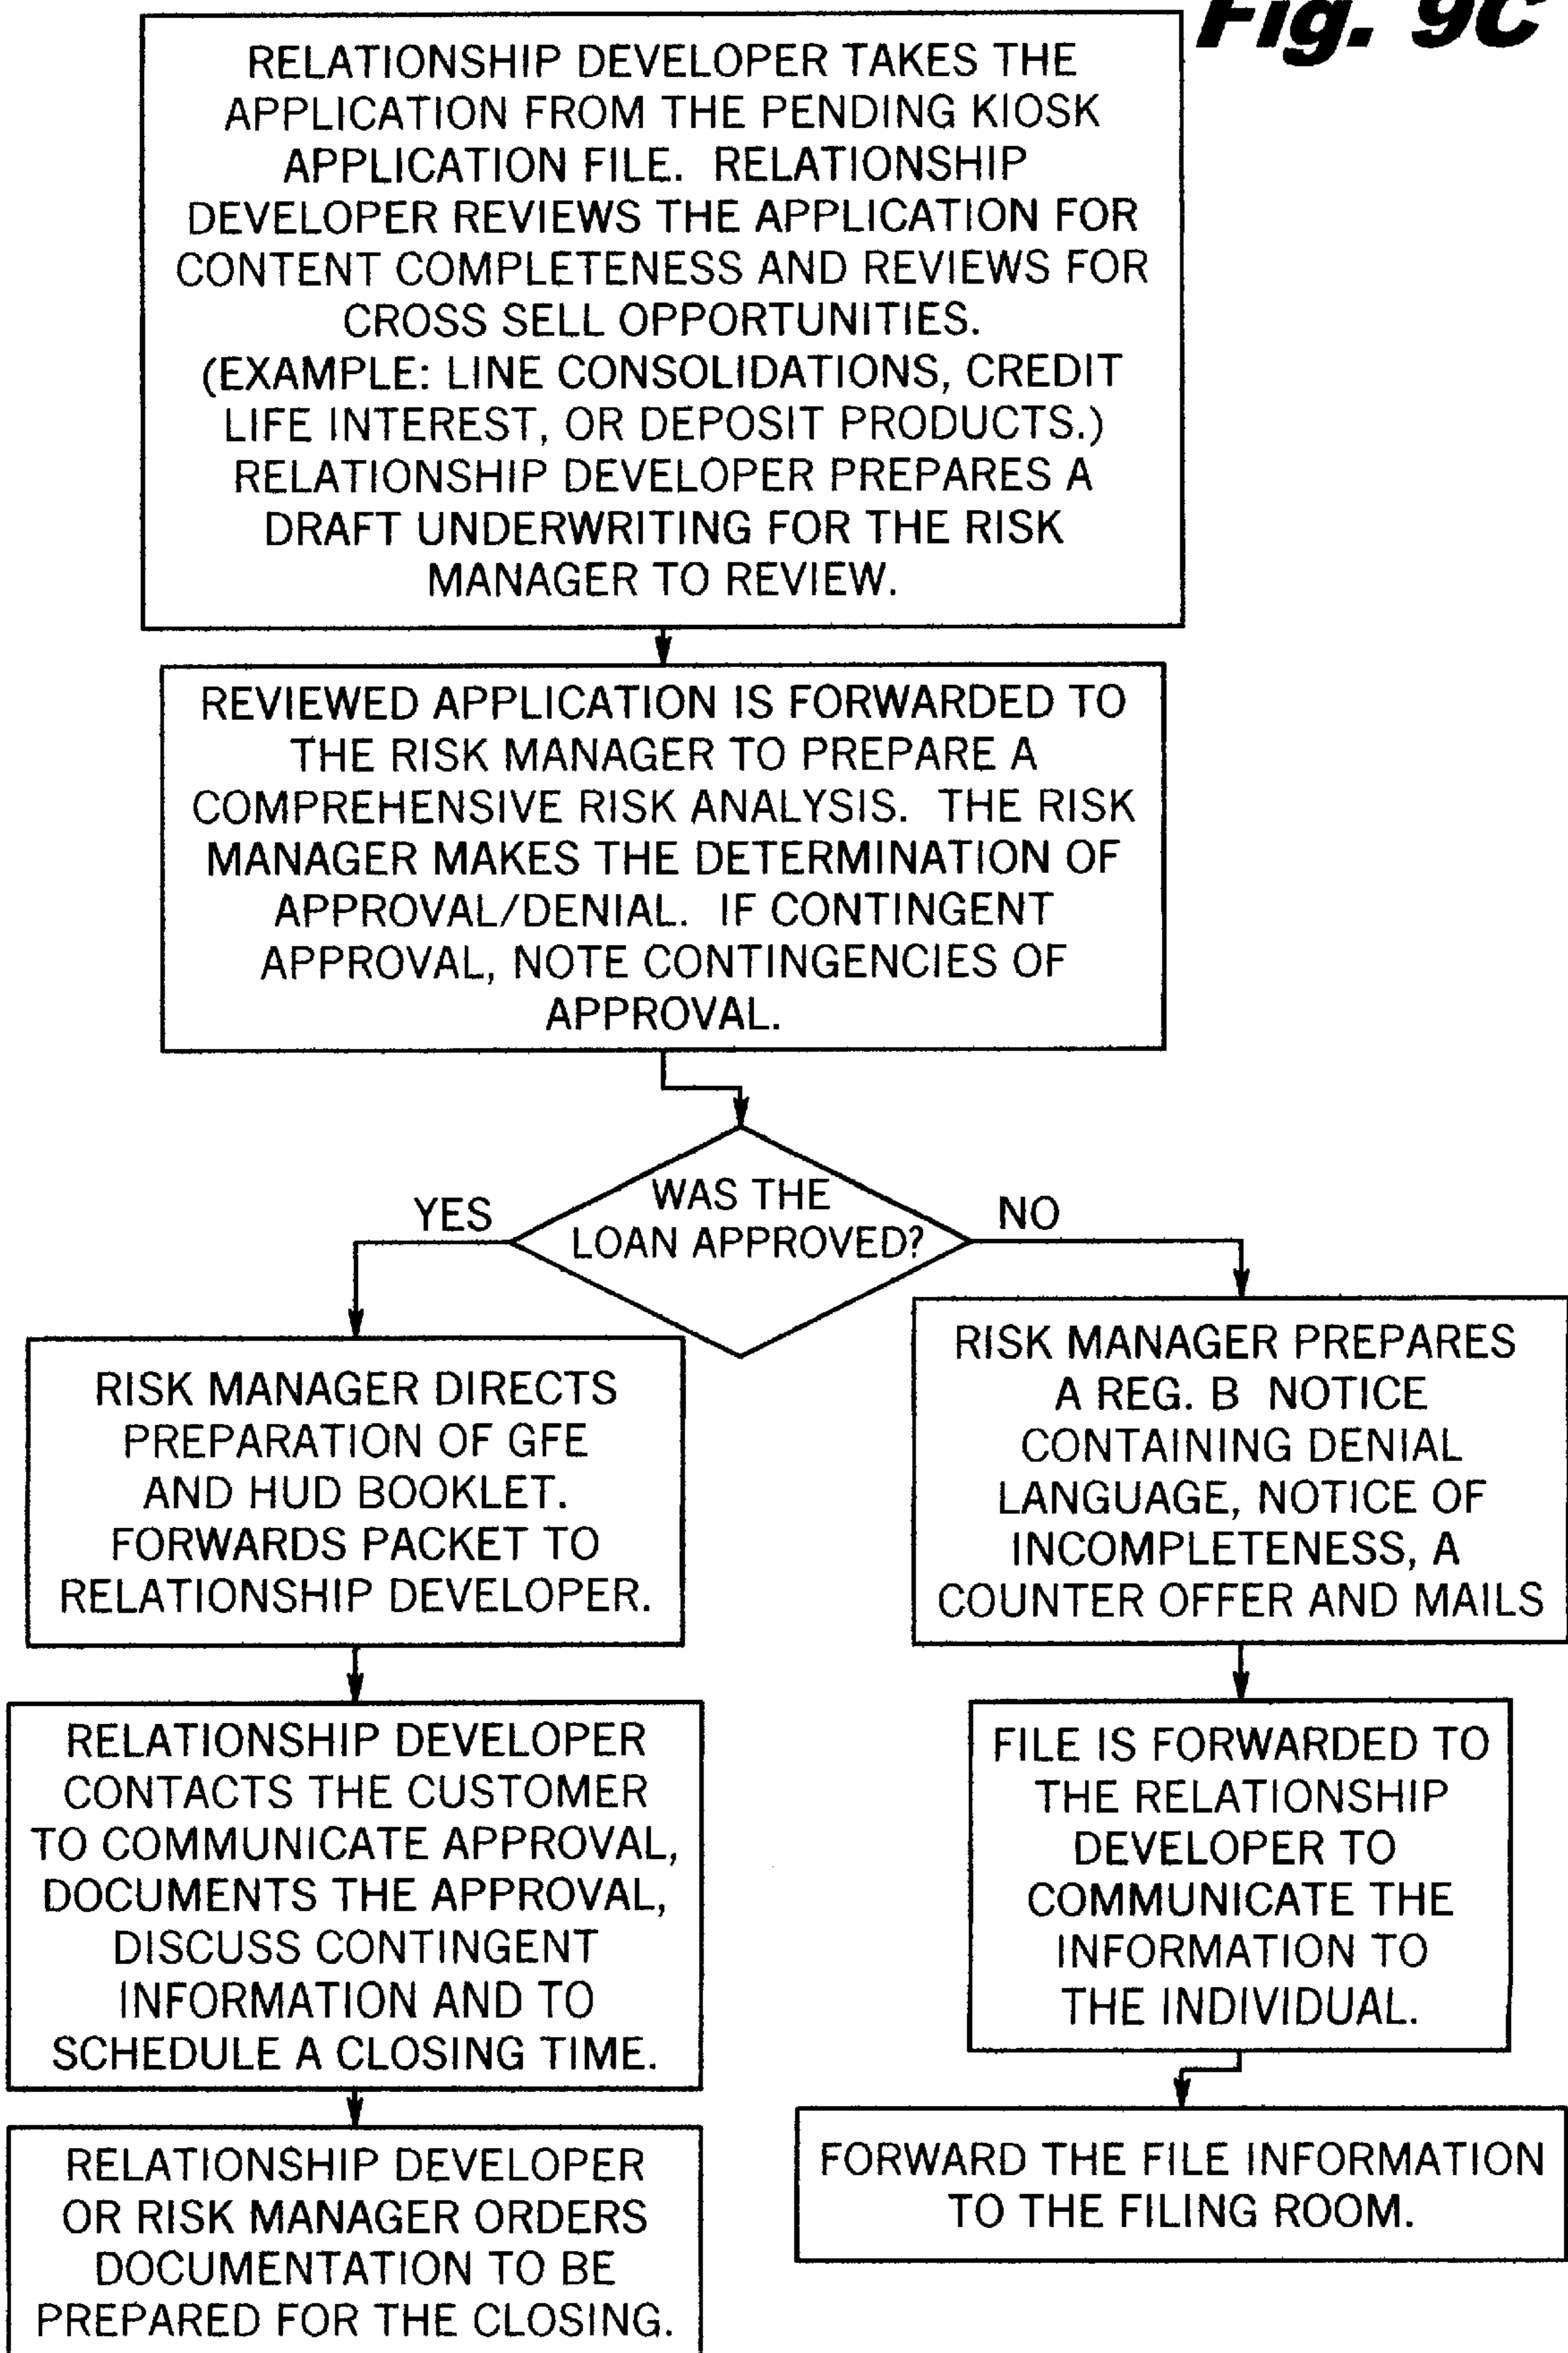 Fig. 9C
RELATIONSHIP DEVELOPER TAKES THE
APPLICATION FROM THE PENDING KIOSK
APPLICATION FILE. RELATIONSHIP
DEVELOPER REVIEWS THE APPLICATION FOR
CONTENT COMPLETENESS AND REVIEWS FOR
CROSS SELL OPPORTUNITIES.
(EXAMPLE: LINE CONSOLIDATIONS, CREDIT
LIFE INTEREST, OR DEPOSIT PRODUCTS.)
RELATIONSHIP DEVELOPER PREPARES A
DRAFT UNDERWRITING FOR THE RISK
MANAGER TO REVIEW.
REVIEWED APPLICATION IS FORWARDED TO
THE RISK MANAGER TO PREPARE A
COMPREHENSIVE RISK ANALYSIS. THE RISK
MANAGER MAKES THE DETERMINATION OF
APPROVAL/DENIAL. IF CONTINGENT
APPROVAL, NOTE CONTINGENCIES OF
APPROVAL.
WAS THE
LOAN APPROVED?
YES
NO
RISK MANAGER DIRECTS
PREPARATION OF GFE
AND HUD BOOKLET.
FORWARDS PACKET TO
RELATIONSHIP DEVELOPER.
RELATIONSHIP DEVELOPER
CONTACTS THE CUSTOMER
TO COMMUNICATE APPROVAL,
DOCUMENTS THE APPROVAL,
DISCUSS CONTINGENT
INFORMATION AND TO
SCHEDULE A CLOSING TIME.
RELATIONSHIP DEVELOPER
OR RISK MANAGER ORDERS
DOCUMENTATION TO BE
PREPARED FOR THE CLOSING.
RISK MANAGER PREPARES
A REG. B NOTICE
CONTAINING DENIAL
LANGUAGE, NOTICE OF
INCOMPLETENESS, A
COUNTER OFFER AND MAILS
FILE IS FORWARDED TO
THE RELATIONSHIP
DEVELOPER TO
COMMUNICATE THE
INFORMATION TO
THE INDIVIDUAL.
FORWARD THE FILE INFORMATION
TO THE FILING ROOM.